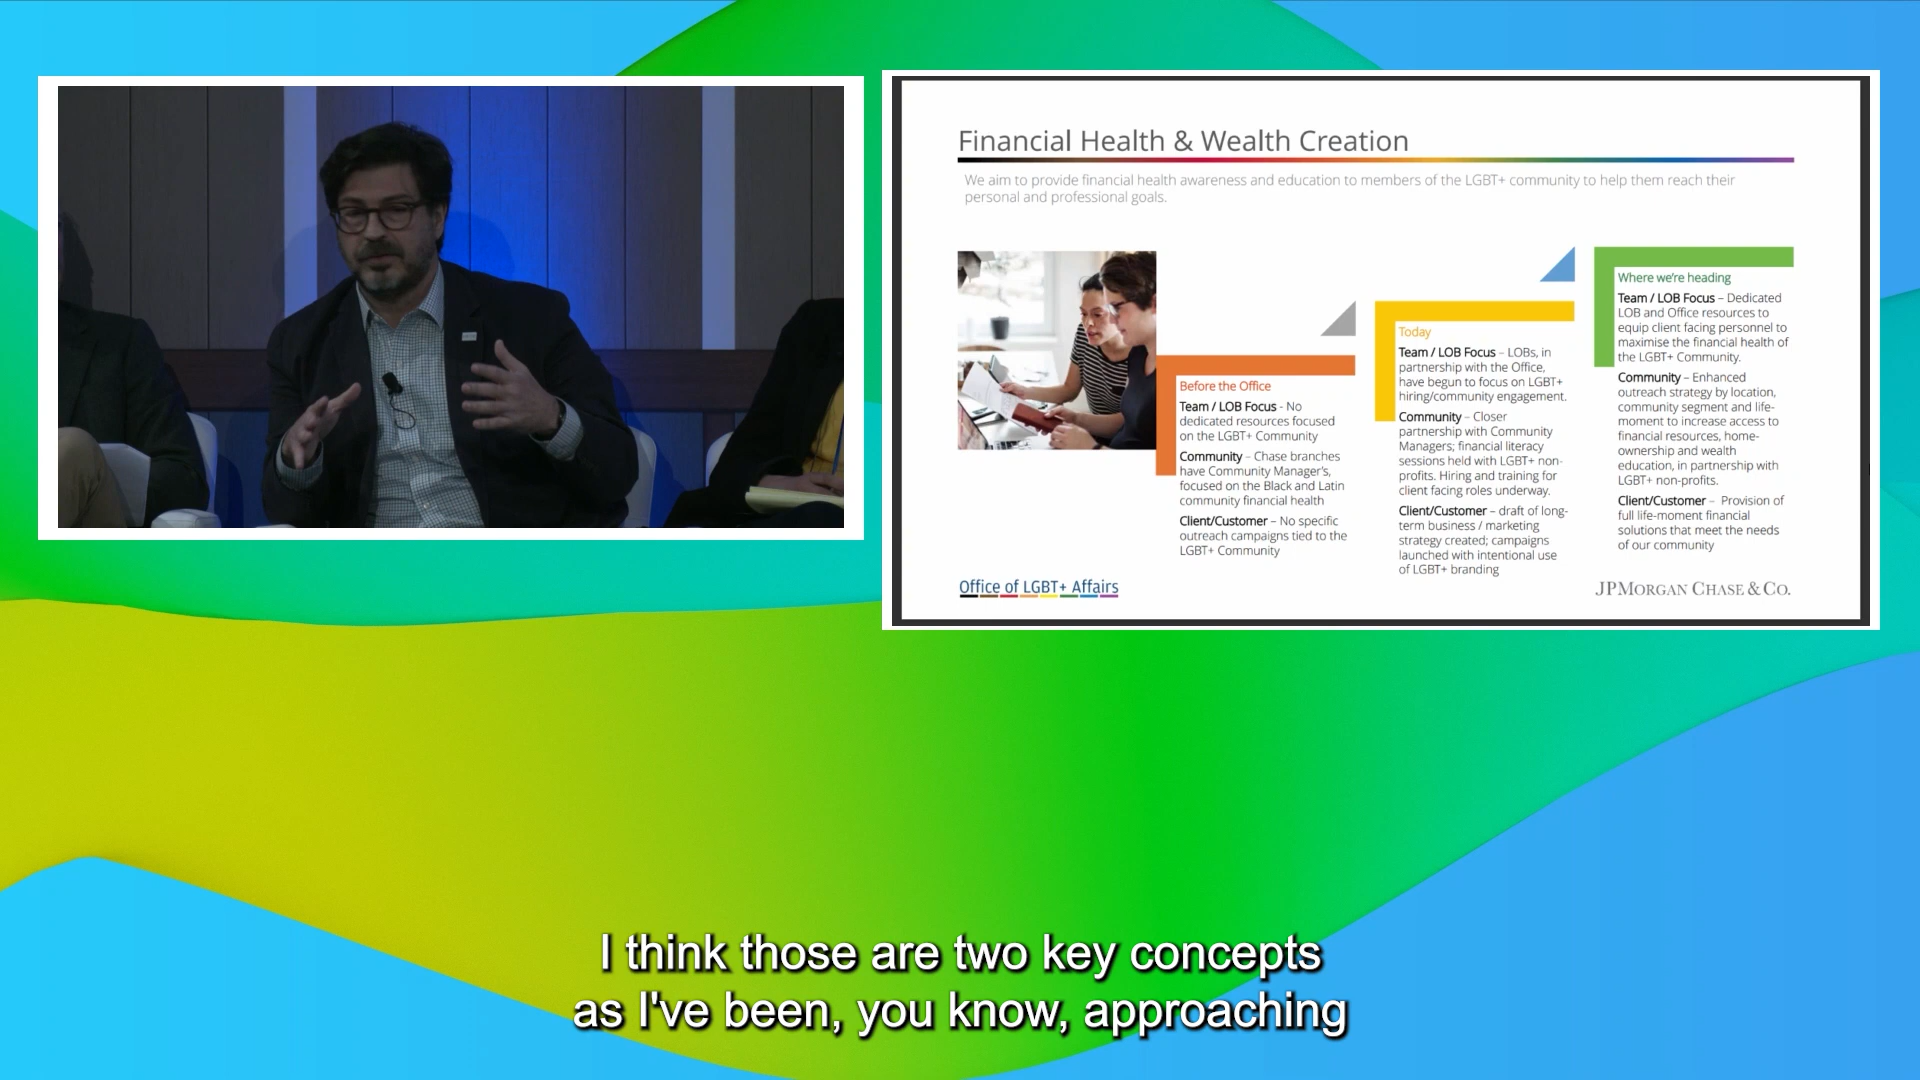 Financial Health & Wealth Creation
We aim to provide financial health awareness and education to members of the LGBT+ community to help them reach their
personal and professional goals.
Before the Office
Team / LOB Focus - No
dedicated resources focused
on the LGBT+ Community
Community – Chase branches
have Community Manager's,
focused on the Black and Latin
community financial health
Client/Customer – No specific
outreach campaigns tied to the
LGBT+ Community
Today
Team / LOB Focus – LOBs, in
partnership with the Office,
have begun to focus on LGBT+
hiring/community engagement.
Community – Closer
partnership with Community
Managers; financial literacy
sessions held with LGBT+ non-
profits. Hiring and training for
client facing roles underway.
Client/Customer – draft of long-
term business / marketing
strategy created; campaigns
launched with intentional use
of LGBT+ branding
Where we're heading
Team / LOB Focus – Dedicated
LOB and Office resources to
equip client facing personnel to
maximise the financial health of
the LGBT+ Community.
Community – Enhanced
outreach strategy by location,
community segment and life-
moment to increase access to
financial resources, home-
ownership and wealth
education, in partnership with
LGBT+ non-profits.
Client/Customer – Provision of
full life-moment financial
solutions that meet the needs
of our community
Office of LGBT+ Affairs
JPMORGAN CHASE & CO.
I think those are two key concepts
as I've been, you know, approaching